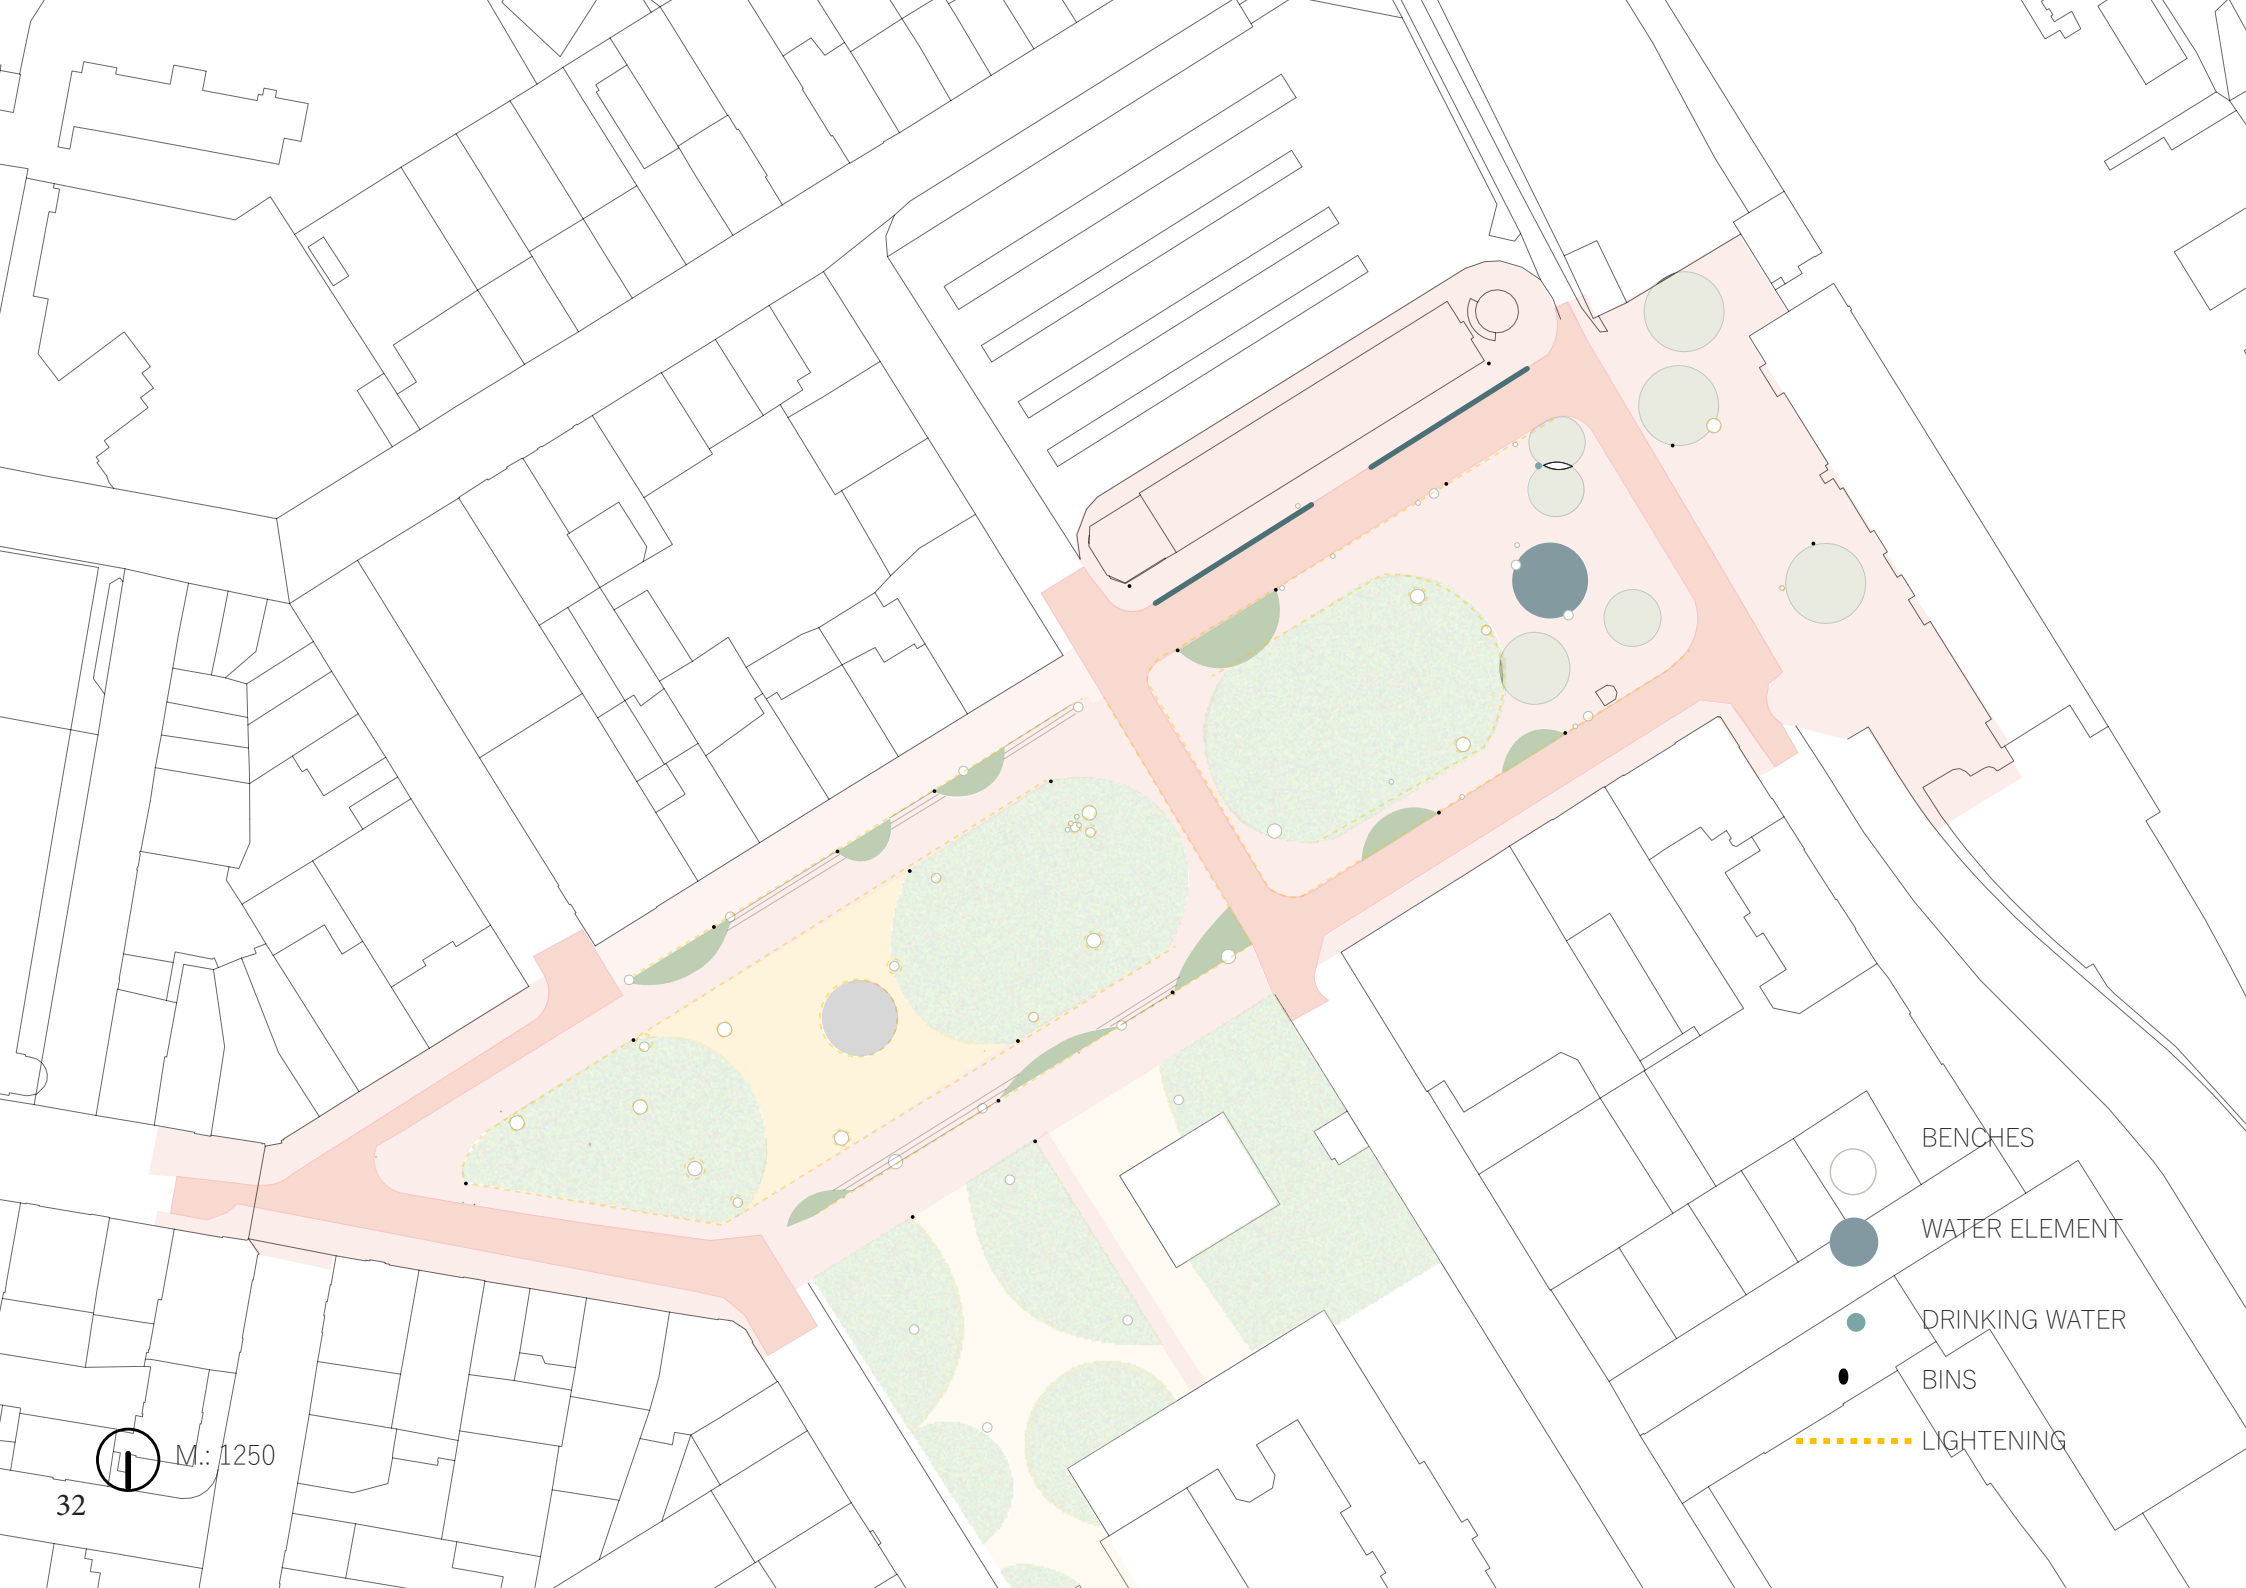 BENCHES
WATER ELEMENT
DRINKING WATER
BINS
LIGHTENING
M.: 1250
32